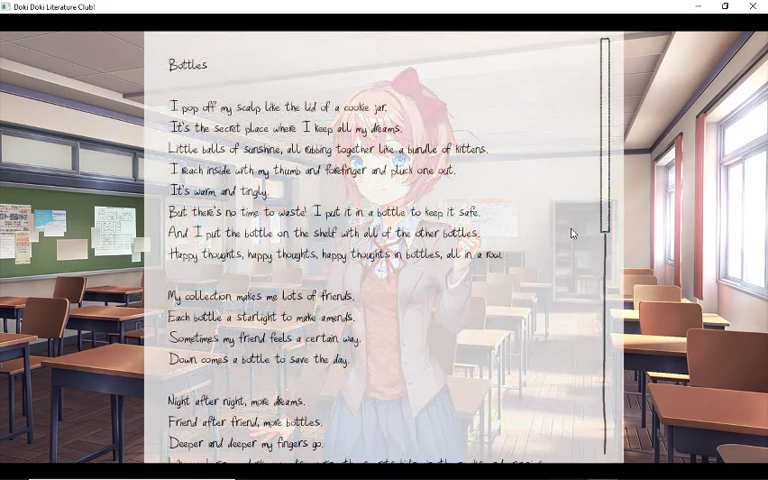 Doki Doki Literature Club!
Bottles
I pop off my scalp like the lid of a cookie jar.
It's the secret place where I keep all my dreams.
Little balls of sunshine, all rubbing together like a bundle of kittens.
I reach inside with my thumb and forefinger and pluck one out.
It's warm and tingly.
But there's no time to waste! I put it in a bottle to keep it safe.
And I put the bottle on the shelf with all of the other bottles.
Happy thoughts, happy thoughts, happy thoughts in bottles, all in a row.
My collection makes me lots of friends.
Each bottle a starlight to make amends.
Sometimes my friend feels a certain way.
Down comes a bottle to save the day.
Night after night, more dreams.
Friend after friend, more bottles.
Deeper and deeper my fingers go.